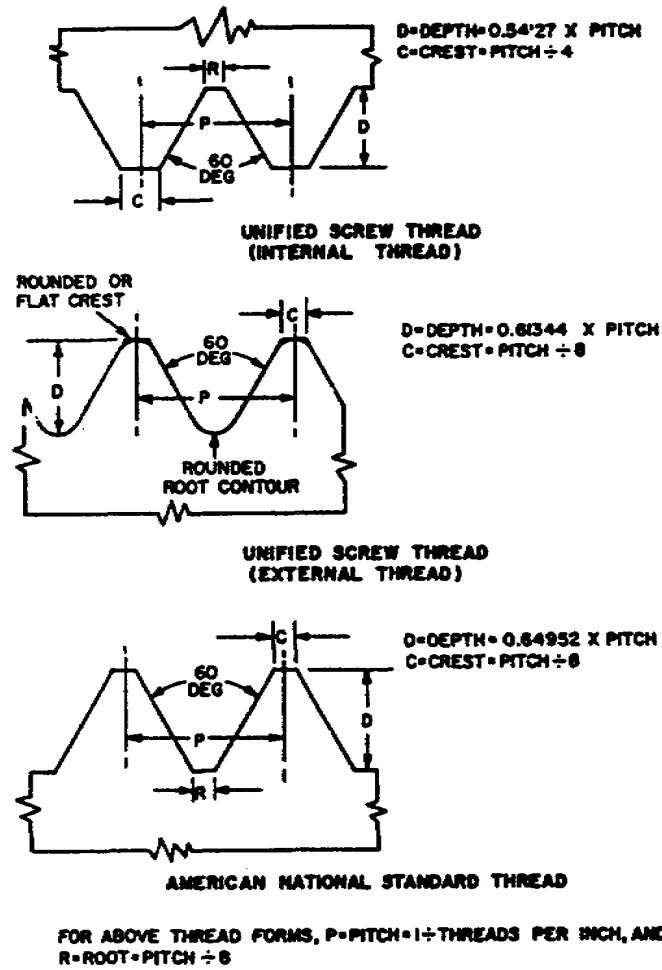 D=DEPTH=0.54127 X PITCH
C=CREST=PITCH÷4
R
P
D
60
DEG
C
UNIFIED SCREW THREAD
(INTERNAL THREAD)
ROUNDED OR
FLAT CREST
C
D=DEPTH=0.61344 X PITCH
C=CREST=PITCH÷8
60
DEG
D
P
ROUNDED
ROOT CONTOUR
UNIFIED SCREW THREAD
(EXTERNAL THREAD)
C
D=DEPTH=0.64952 X PITCH
C=CREST=PITCH÷8
60
DEG
D
P
R
AMERICAN NATIONAL STANDARD THREAD
FOR ABOVE THREAD FORMS, P=PITCH=1÷THREADS PER INCH, AND
R=ROOT=PITCH÷8